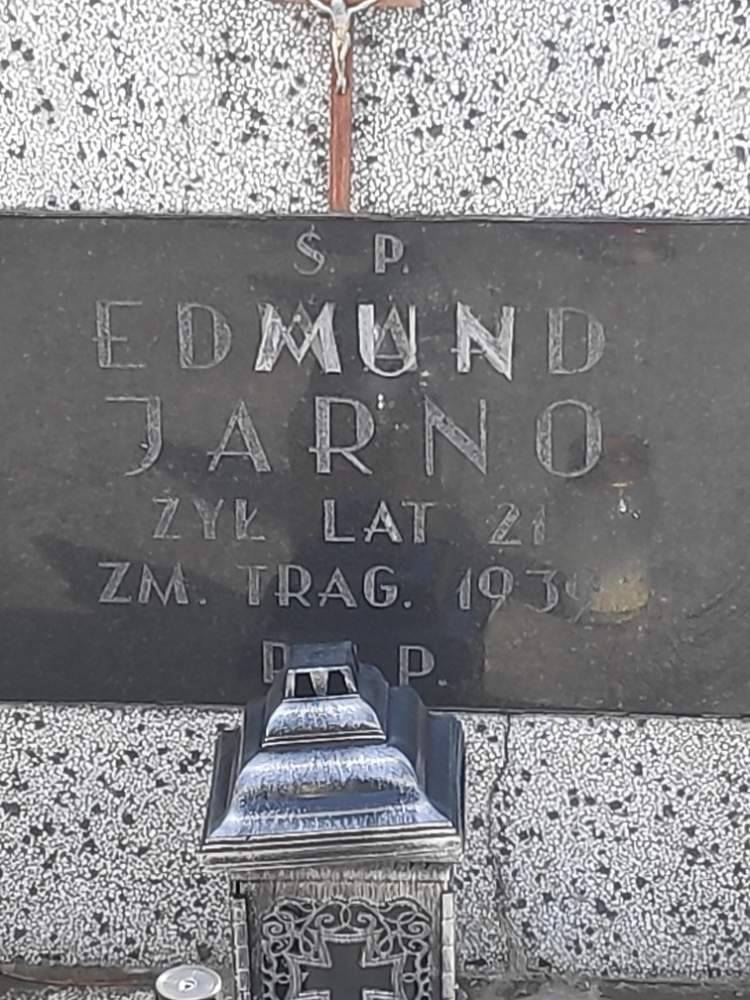 Ś. P.
EDMUND
JARNO
ŻYŁ LAT 21
ZM. TRAG. 1939
P.